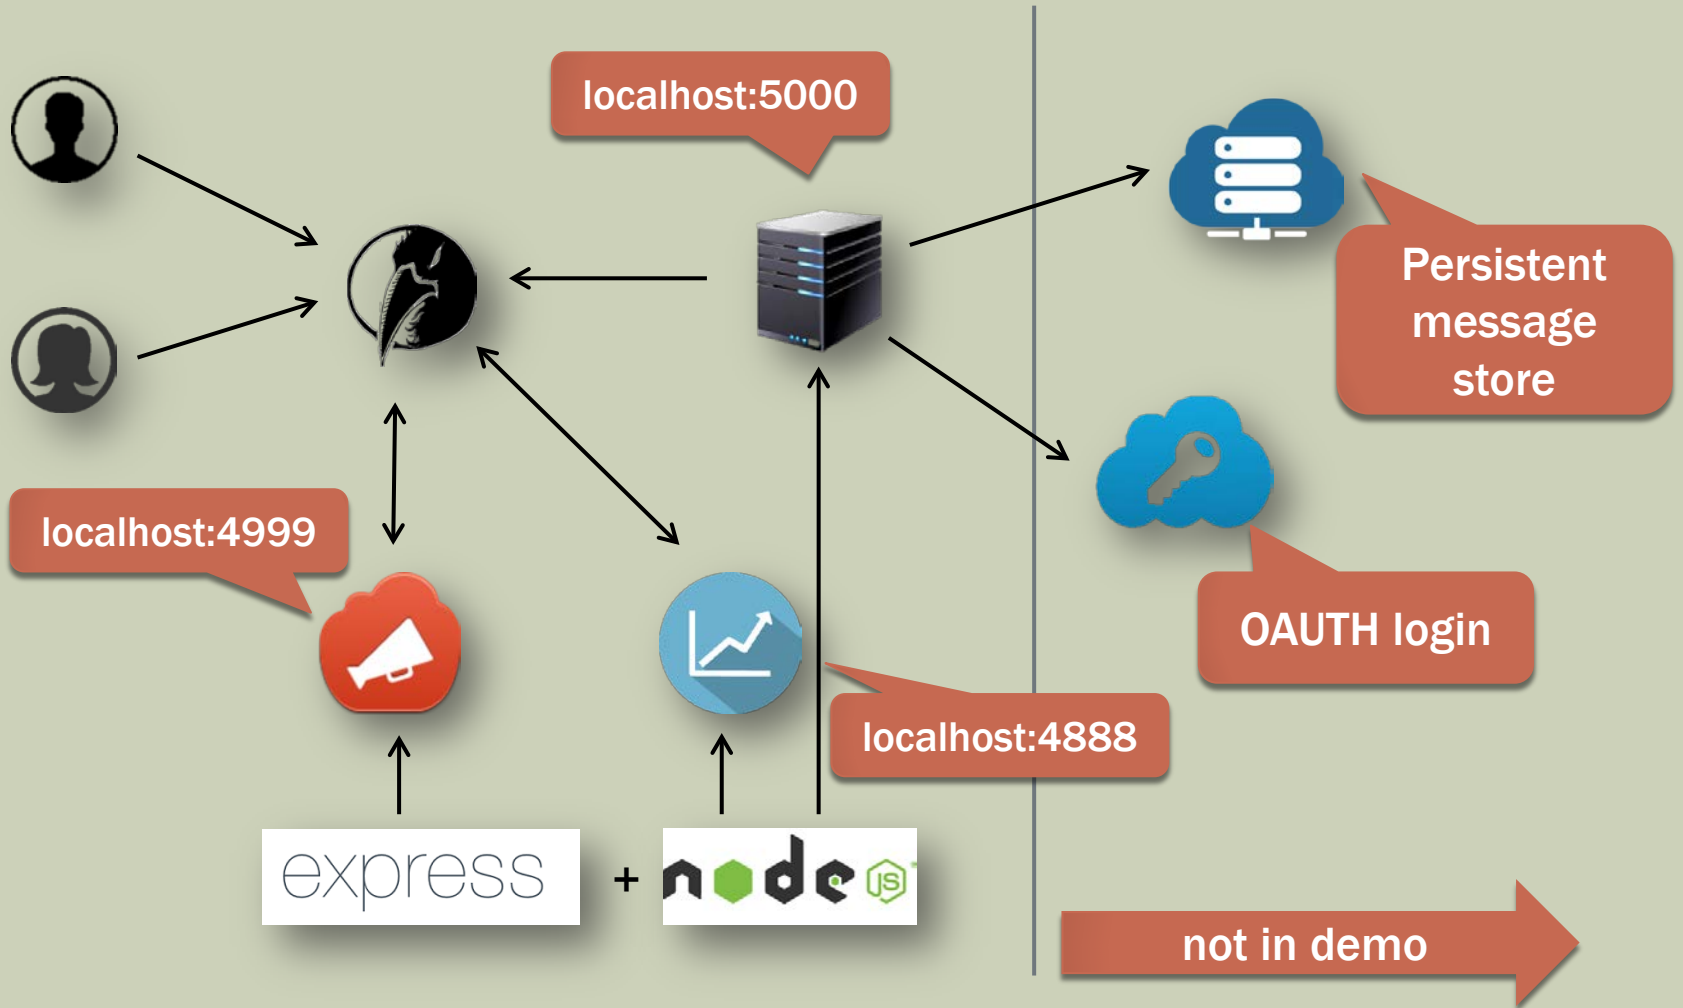 localhost:5000
Persistent
message
store
localhost:4999
OAUTH login
localhost:4888
express
+
node
JS
not in demo